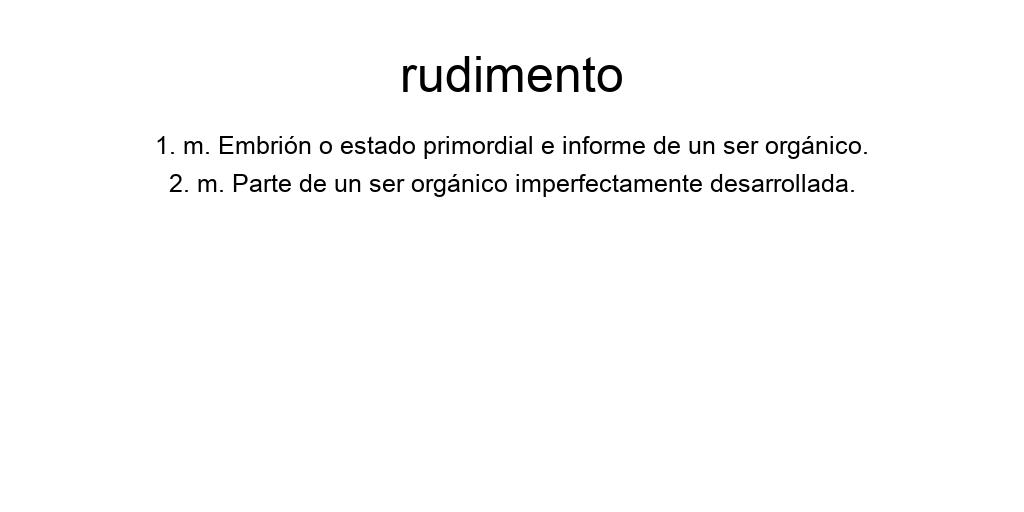 rudimento
1. m. Embrión o estado primordial e informe de un ser orgánico.
2. m. Parte de un ser orgánico imperfectamente desarrollada.